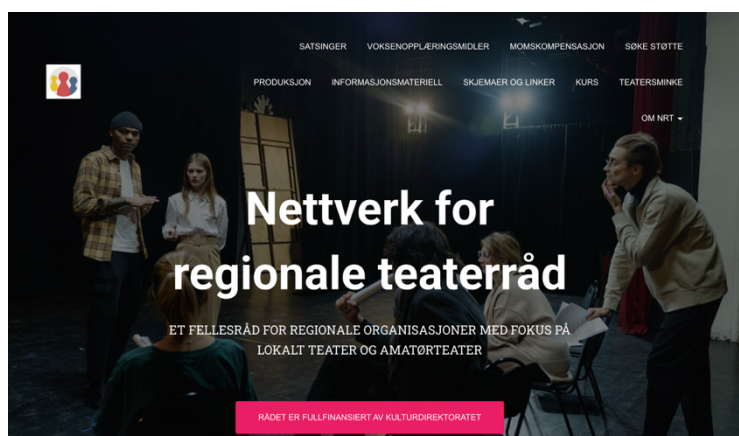 SATSINGER VOKSENOPPLÆRINGSMIDLER MOMSKOMPENSASJON SØKE STØTTE
PRODUKSJON INFORMASJONSMATERIELL SKJEMAER OG LINKER KURS TEATERSMINKE
OM NRT
Nettverk for
regionale teaterråd
ET FELLESRÅD FOR REGIONALE ORGANISASJONER MED FOKUS PÅ
LOKALT TEATER OG AMATØRTEATER
RÅDET ER FULLFINANSIERT AV KULTURDIREKTORATET